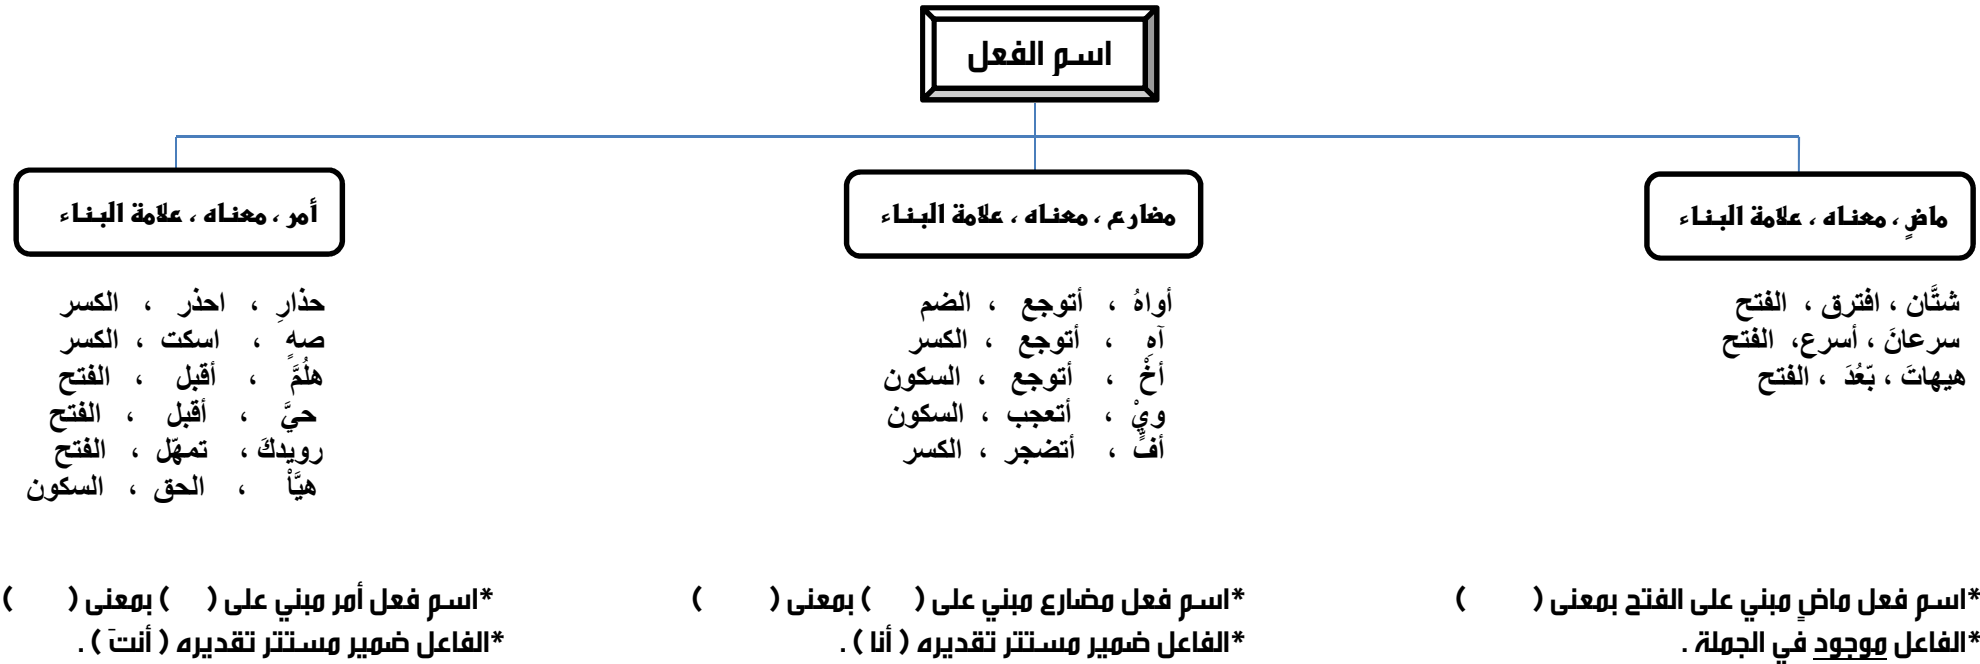 اسم الفعل
ماضٍ ، معناه ، علامة البناء
شتَّان ، افترق ، الفتح
سرعانَ ، أسرع، الفتح
هيهاتَ ، بّعُدَ ، الفتح
*اسم فعل ماضٍ مبني على الفتح بمعنى ( )
*الفاعل موجود في الجملة .
مضارع ، معناه ، علامة البناء
أواهُ ، أتوجع ، الضم
آهِ ، أتوجع ، الكسر
أخْ ، أتوجع ، السكون
ويْ ، أتعجب ، السكون
أفٍّ ، أتضجر ، الكسر
*اسم فعل مضارع مبني على ( ) بمعنى ( )
*الفاعل ضمير مستتر تقديره ( أنا ) .
أمر ، معناه ، علامة البناء
حذارِ ، احذر ، الكسر
صهٍ ، اسكت ، الكسر
هلُمَّ ، أقبل ، الفتح
حيَّ ، أقبل ، الفتح
رويدكَ ، تمهّل ، الفتح
هيَّاْ ، الحق ، السكون
*اسم فعل أمر مبني على ( ) بمعنى ( )
*الفاعل ضمير مستتر تقديره ( أنتَ ) .